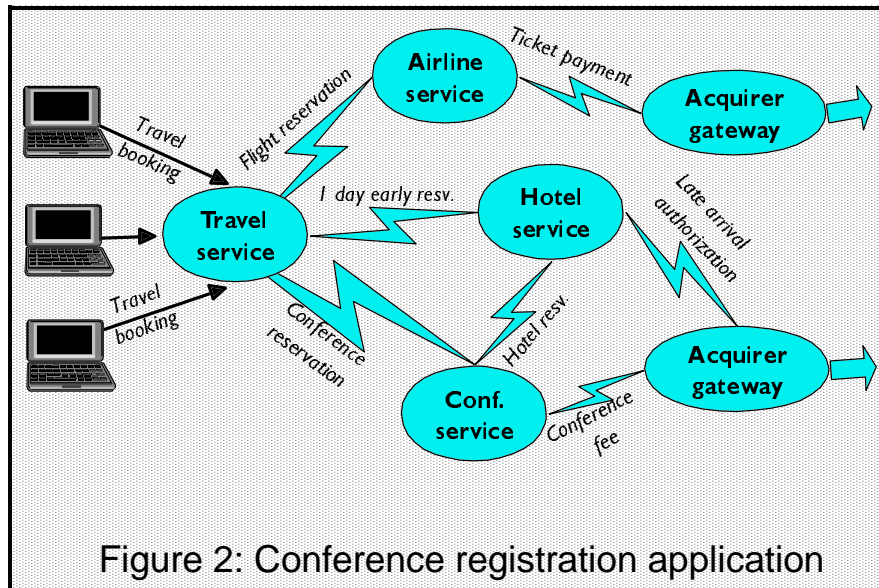 Airline
service
Ticket payment
Acquirer
gateway
Flight reservation
Travel
booking
1 day early resv.
Hotel
service
Late arrival
authorization
Travel
service
Travel
booking
Conference
reservation
Hotel resv.
Acquirer
gateway
Conf.
service
Conference
fee
Figure 2: Conference registration application